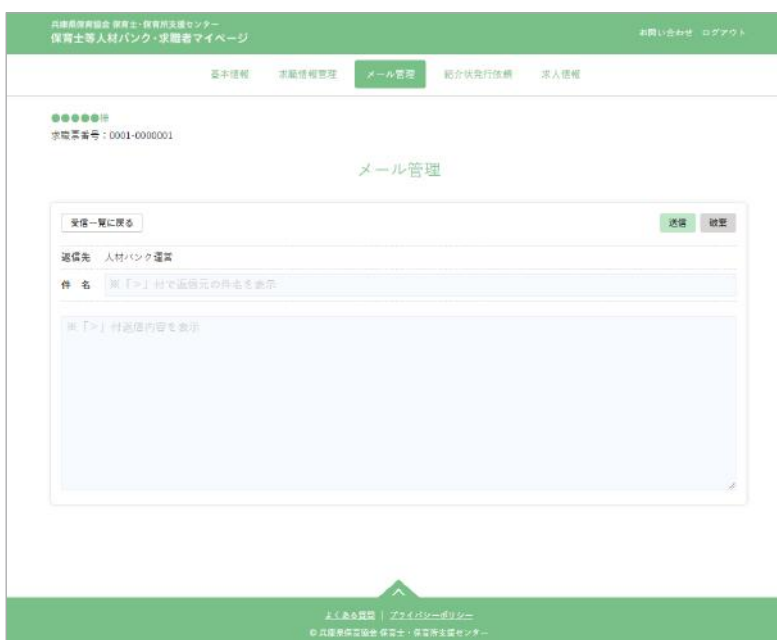 兵庫県保育協会 保育士・保育所支援センター
保育士等人材バンク・求職者マイページ
お問い合わせ ログアウト
基本情報 求職情報管理 メール管理 紹介状発行依頼 求人情報
●●●●●様
求職票番号：0001-0000001
メール管理
受信一覧に戻る 送信 破棄
返信先 人材バンク運営
件 名 ※「>」付で返信元の件名を表示
※「>」付返信内容を表示
よくある質問 | プライバシーポリシー
© 兵庫県保育協会 保育士・保育所支援センター